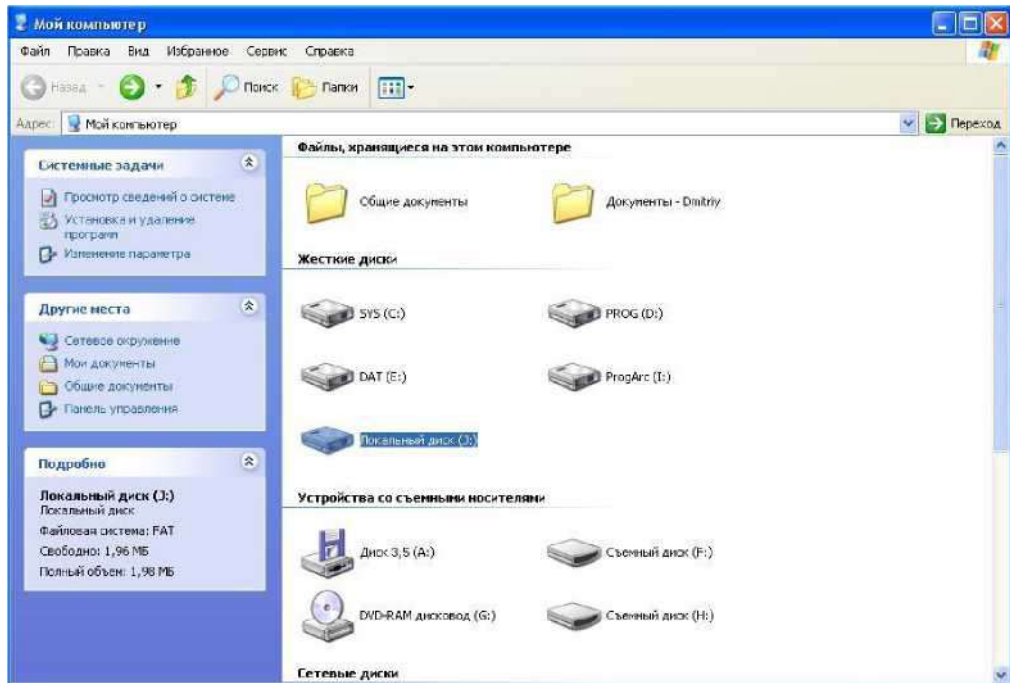 Мой компьютер
Файл Правка Вид Избранное Сервис Справка
Назад Поиск Папки
Адрес: Мой компьютер Переход
Системные задачи
Просмотр сведений о системе
Установка и удаление
программ
Изменение параметра
Другие места
Сетевое окружение
Мои документы
Общие документы
Панель управления
Подробно
Локальный диск (J:)
Локальный диск
Файловая система: FAT
Свободно: 1,96 МБ
Полный объем: 1,98 МБ
Файлы, хранящиеся на этом компьютере
Общие документы Документы - Dmitriy
Жесткие диски
SYS (C:) PROG (D:)
DAT (E:) ProgArc (I:)
Локальный диск (J:)
Устройства со съемными носителями
Диск 3,5 (A:) Съемный диск (F:)
DVD-RAM дисковод (G:) Съемный диск (H:)
Сетевые диски